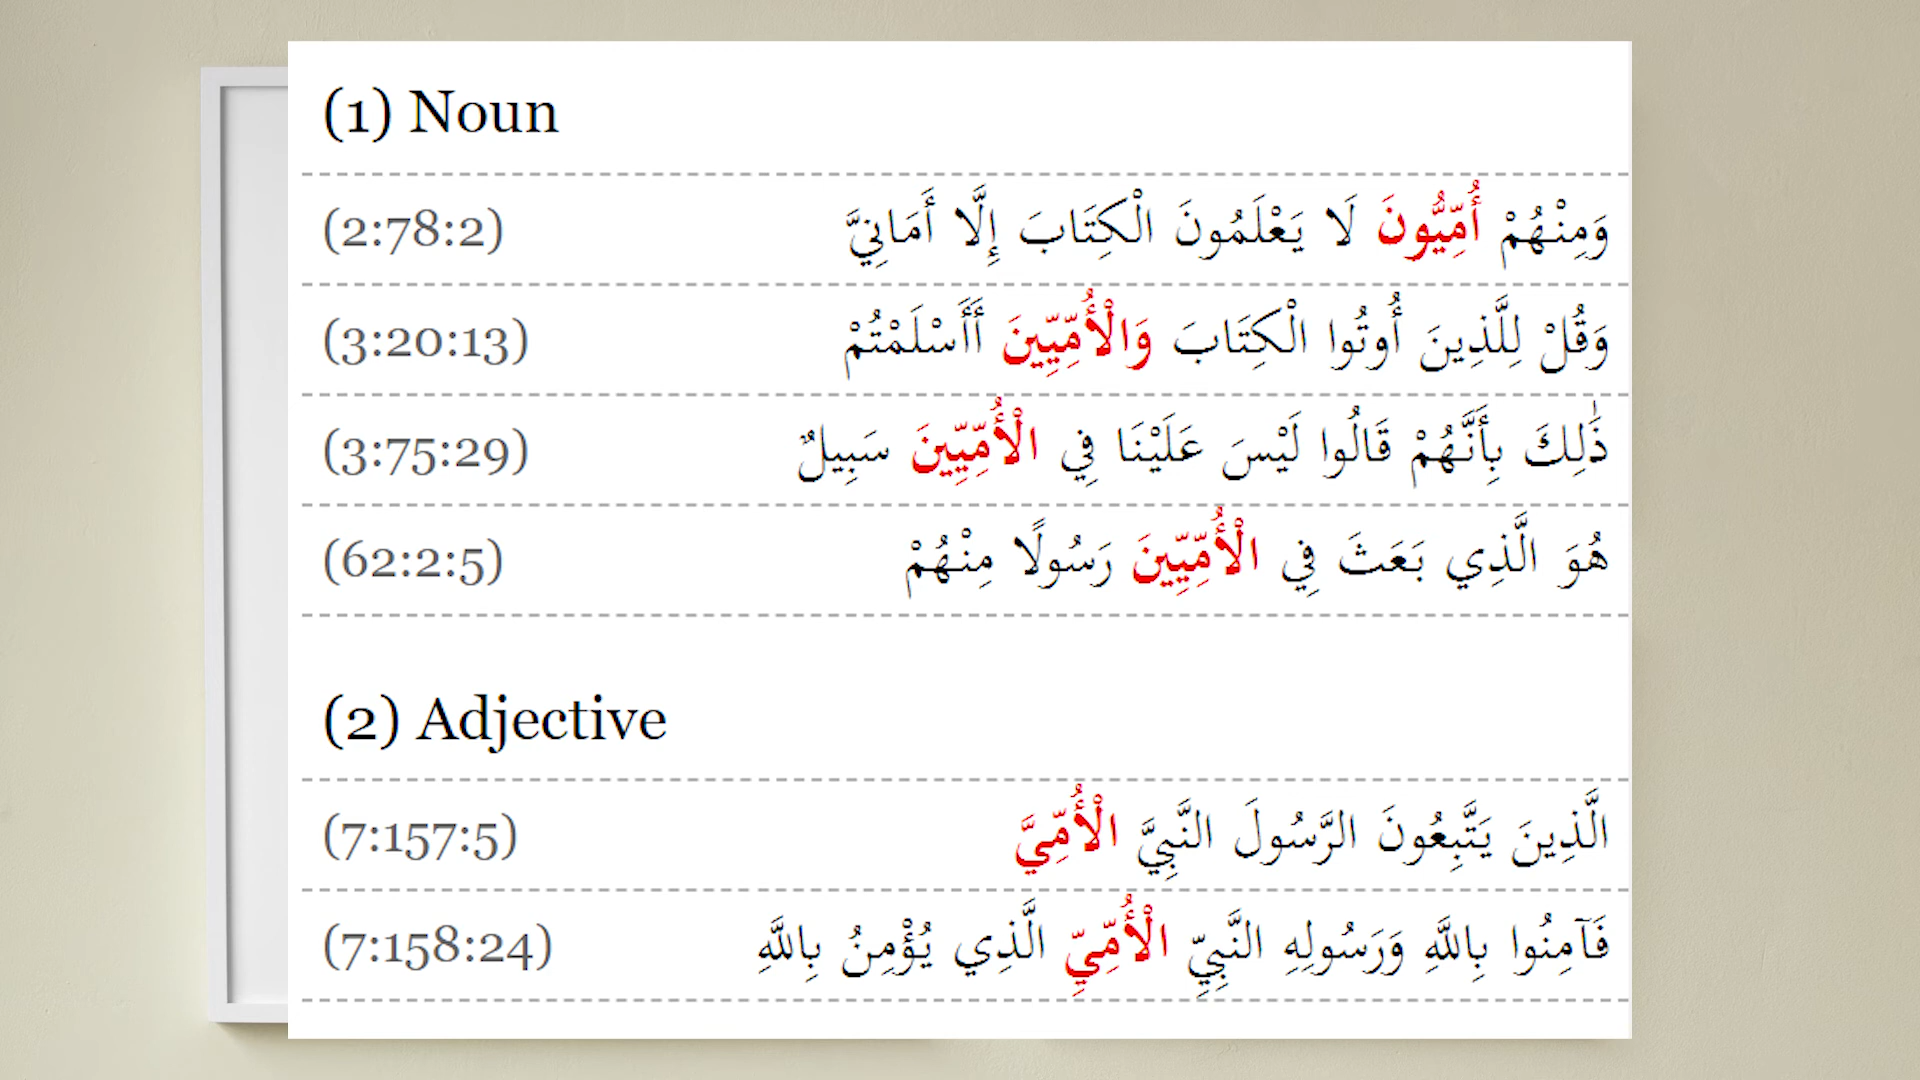 (1) Noun
(2:78:2) وَمِنْهُمْ أُمِّيُّونَ لَا يَعْلَمُونَ الْكِتَابَ إِلَّا أَمَانِيَّ
(3:20:13) وَقُلْ لِلَّذِينَ أُوتُوا الْكِتَابَ وَالْأُمِّيِّينَ أَأَسْلَمْتُمْ
(3:75:29) ذَٰلِكَ بِأَنَّهُمْ قَالُوا لَيْسَ عَلَيْنَا فِي الْأُمِّيِّينَ سَبِيلٌ
(62:2:5) هُوَ الَّذِي بَعَثَ فِي الْأُمِّيِّينَ رَسُولًا مِنْهُمْ
(2) Adjective
(7:157:5) الَّذِينَ يَتَّبِعُونَ الرَّسُولَ النَّبِيَّ الْأُمِّيَّ
(7:158:24) فَآمِنُوا بِاللَّهِ وَرَسُولِهِ النَّبِيِّ الْأُمِّيِّ الَّذِي يُؤْمِنُ بِاللَّهِ